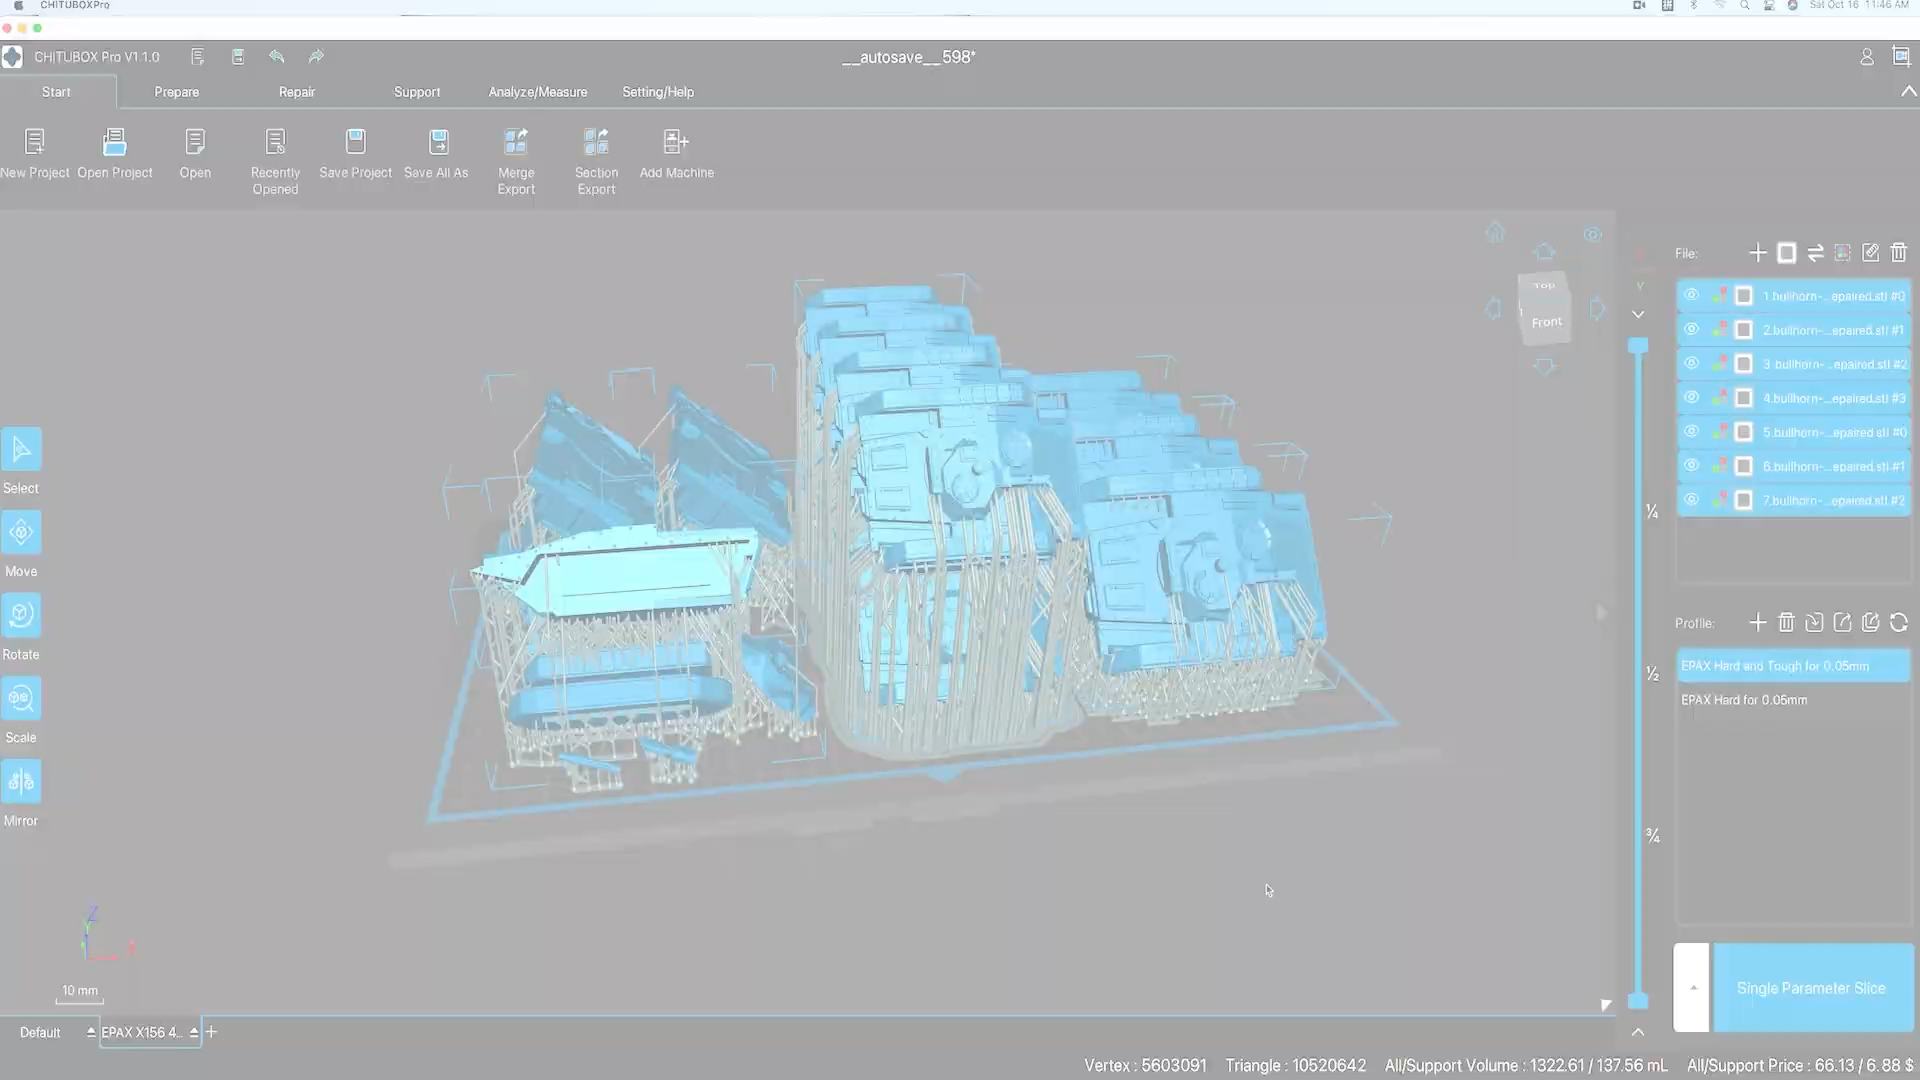 CHITUBOXPro
Sat Oct 16 11:46 AM
CHITUBOX Pro V1.1.0
__autosave__598*
Start
Prepare
Repair
Support
Analyze/Measure
Setting/Help
New Project
Open Project
Open
Recently Opened
Save Project
Save All As
Merge Export
Section Export
Add Machine
Top
Front
Y
File:
1.bullhorn-...epaired.stl #0
2.bullhorn-...epaired.stl #1
3.bullhorn-...epaired.stl #2
4.bullhorn-...epaired.stl #3
5.bullhorn-...epaired.stl #0
6.bullhorn-...epaired.stl #1
7.bullhorn-...epaired.stl #2
Select
Move
Rotate
Scale
Mirror
¼
½
¾
Profile:
EPAX Hard and Tough for 0.05mm
EPAX Hard for 0.05mm
Z
10 mm
Single Parameter Slice
Default
EPAX X156 4...
Vertex : 5603091
Triangle : 10520642
All/Support Volume : 1322.61 / 137.56 mL
All/Support Price : 66.13 / 6.88 $